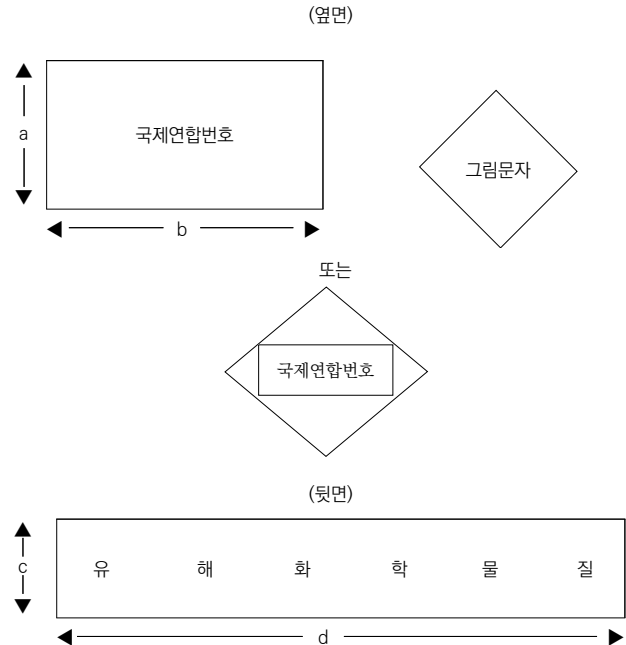 (옆면)
a
국제연합번호
그림문자
b
또는
국제연합번호
(뒷면)
c
유 해 화 학 물 질
d